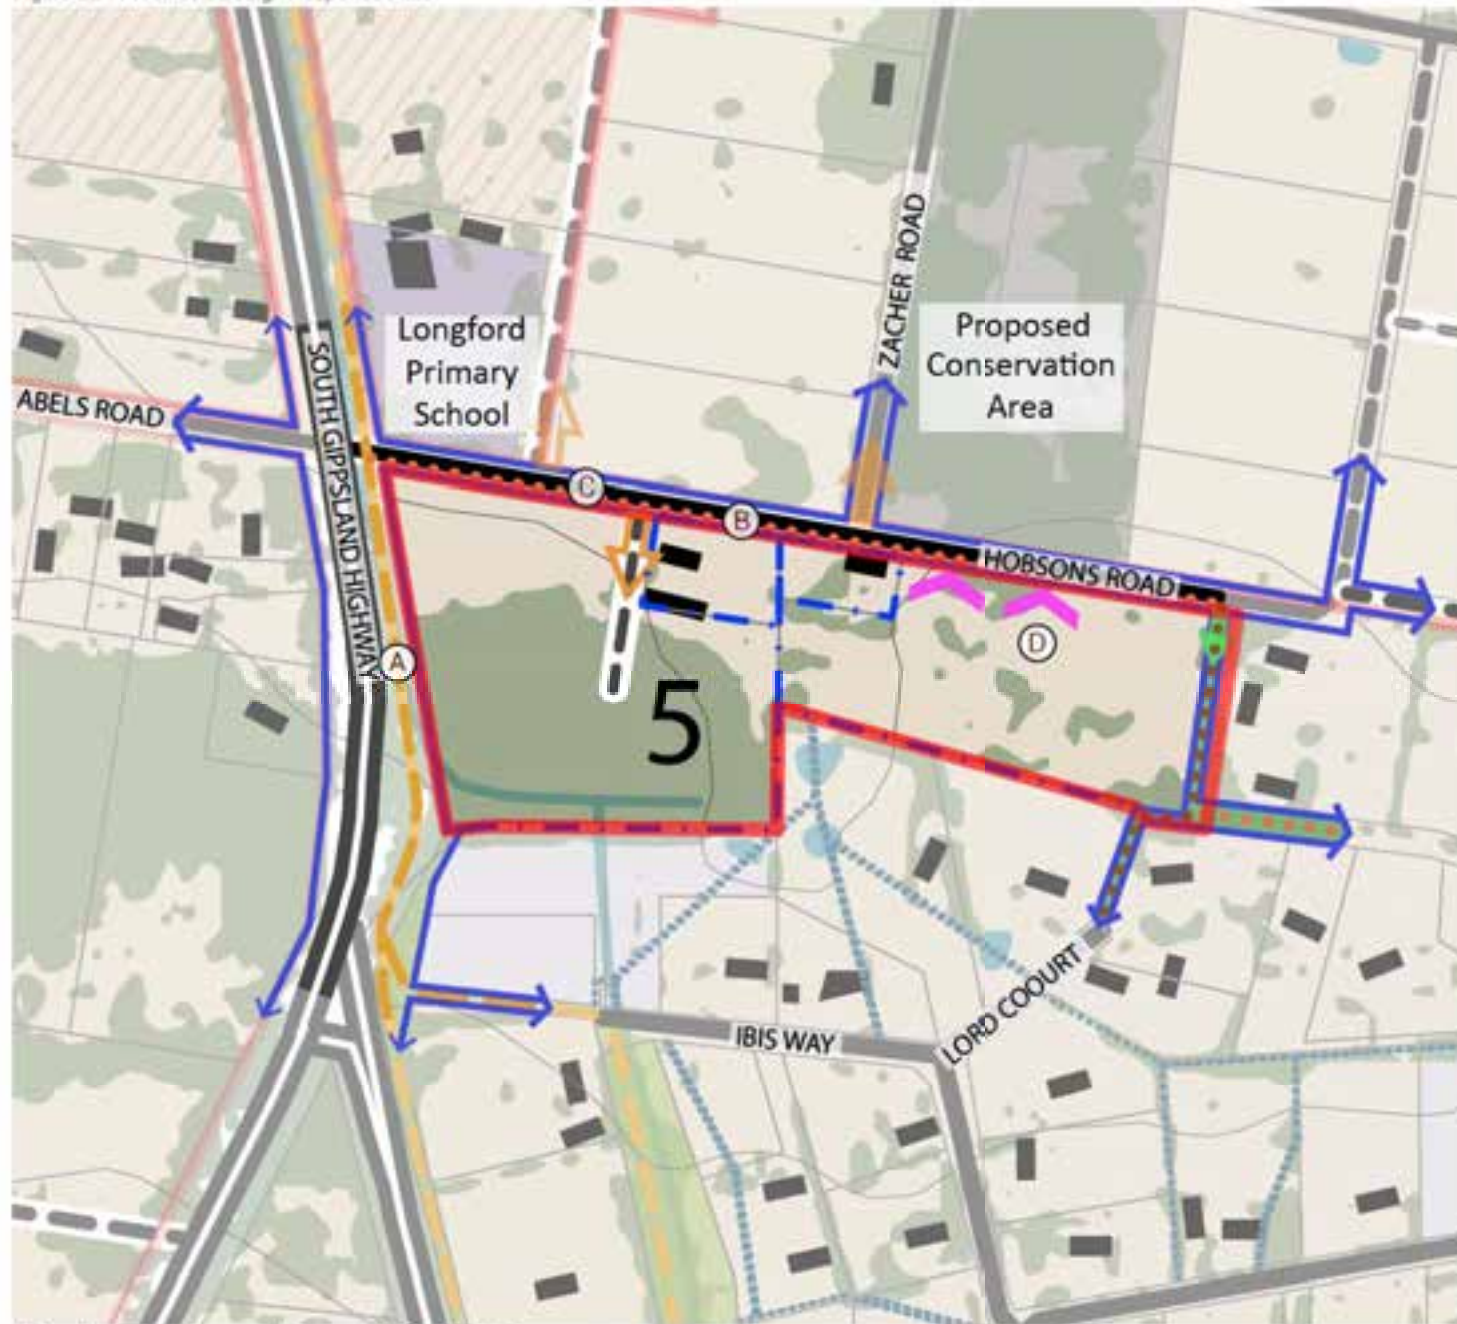 ZACHER ROAD
Longford
Primary
School
Proposed
Conservation
Area
SOUTH GIPPSLAND HIGHWAY
ABELS ROAD
C
B
HOBSONS ROAD
A
D
5
LORD COOURT
IBIS WAY